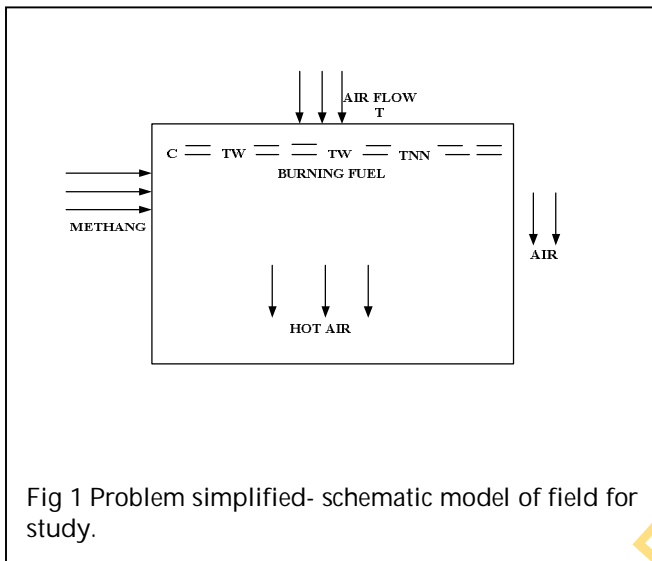 AIR FLOW
T
C TW TW TNN
BURNING FUEL
METHANG
AIR
HOT AIR
Fig 1 Problem simplified- schematic model of field for
study.